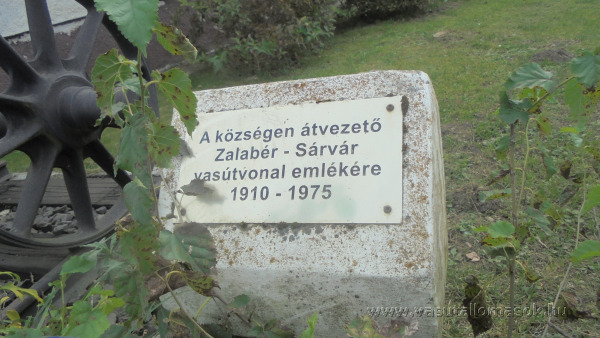 A községen átvezető
Zalabér - Sárvár
vasútvonal emlékére
1910 - 1975
www.vasutallomasok.hu